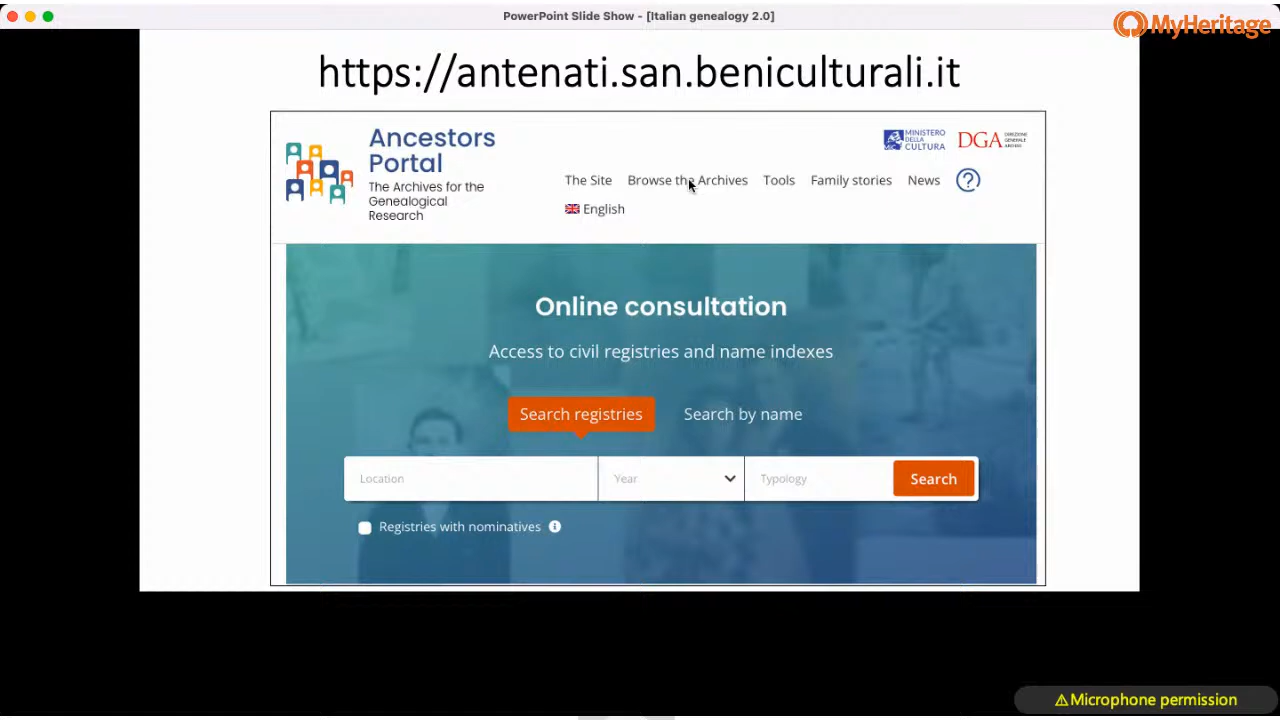 PowerPoint Slide Show - [Italian genealogy 2.0]
MyHeritage
https://antenati.san.beniculturali.it
Ancestors
Portal
The Archives for the
Genealogical
Research
MINISTERO
DELLA
CULTURA
DGA
DIREZIONE
GENERALE
ARCHIVI
The Site Browse the Archives Tools Family stories News ?
English
Online consultation
Access to civil registries and name indexes
Search registries Search by name
Location Year Typology Search
Registries with nominatives i
⚠Microphone permission